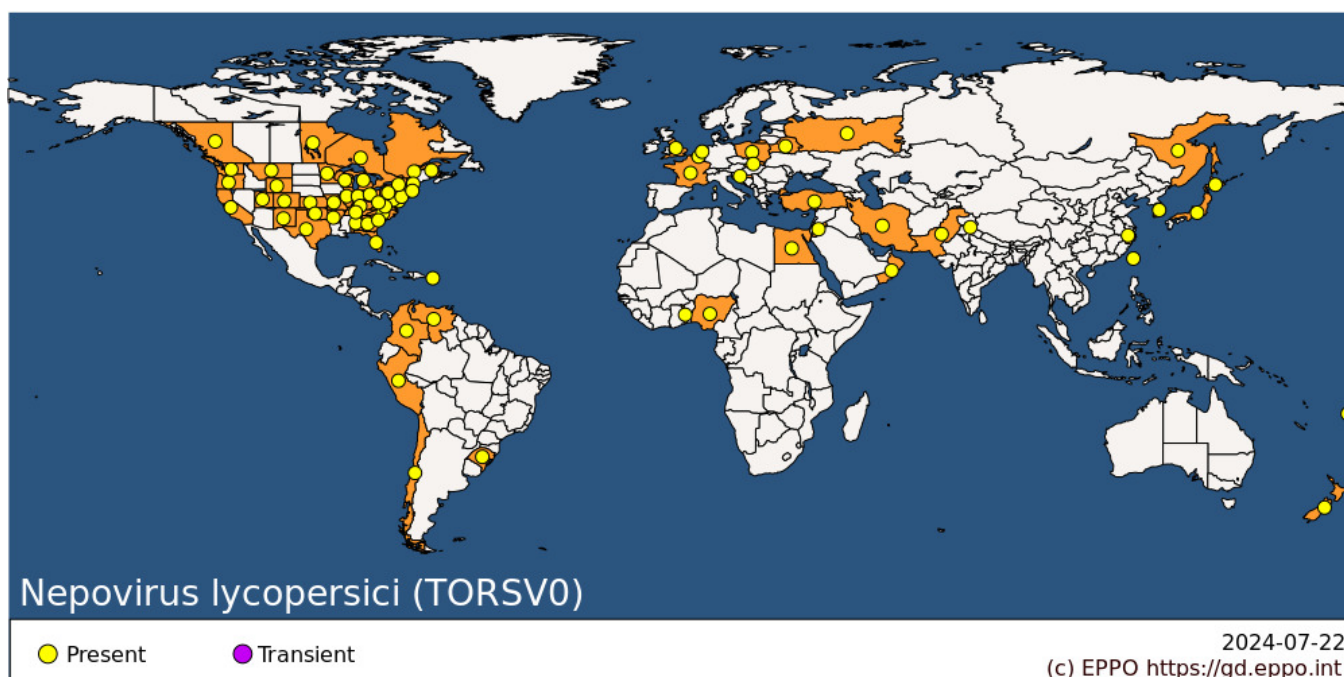 Nepovirus lycopersici (TORSV0)
Present
Transient
2024-07-22
(c) EPPO https://gd.eppo.int